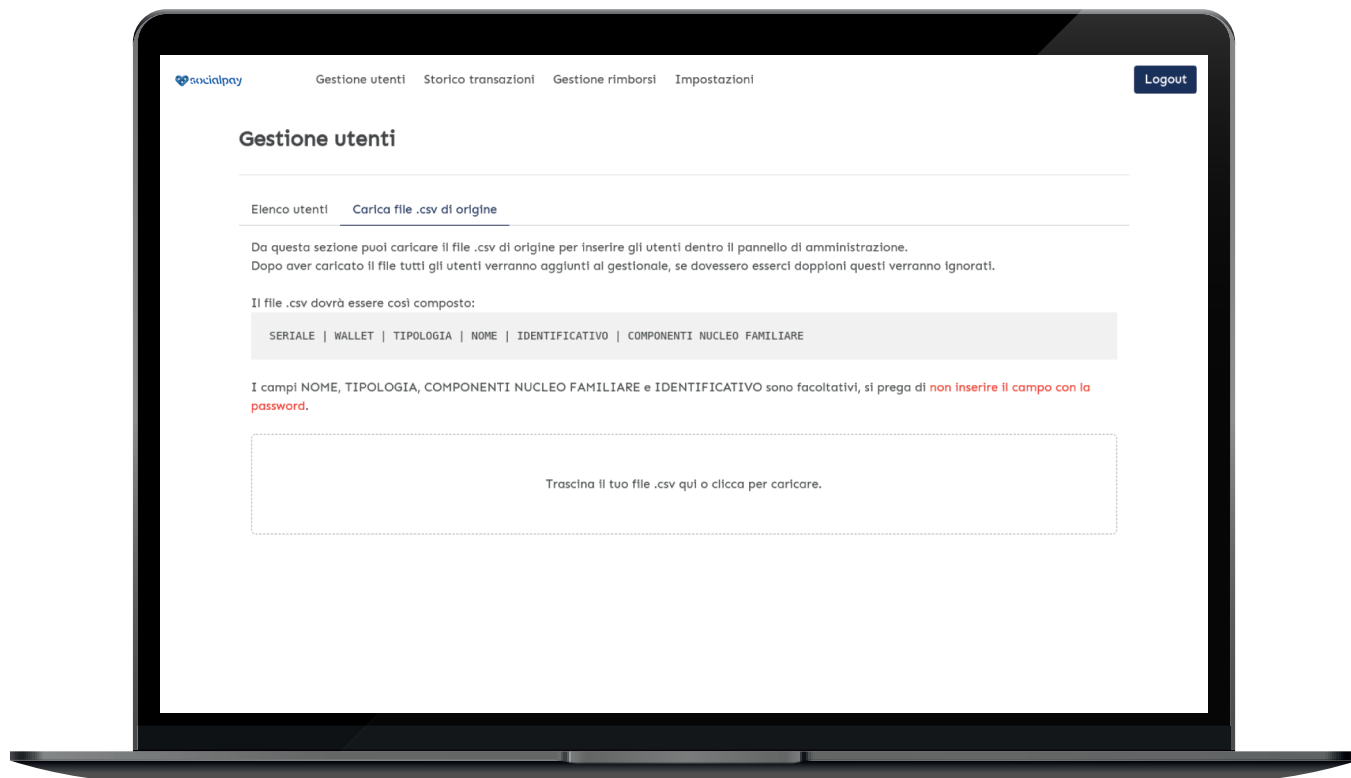 socialpay
Gestione utenti Storico transazioni Gestione rimborsi Impostazioni Logout
Gestione utenti
Elenco utenti Carica file .csv di origine
Da questa sezione puoi caricare il file .csv di origine per inserire gli utenti dentro il pannello di amministrazione.
Dopo aver caricato il file tutti gli utenti verranno aggiunti al gestionale, se dovessero esserci doppioni questi verranno ignorati.
Il file .csv dovrà essere così composto:
SERIALE | WALLET | TIPOLOGIA | NOME | IDENTIFICATIVO | COMPONENTI NUCLEO FAMILIARE
I campi NOME, TIPOLOGIA, COMPONENTI NUCLEO FAMILIARE e IDENTIFICATIVO sono facoltativi, si prega di non inserire il campo con la
password.
Trascina il tuo file .csv qui o clicca per caricare.